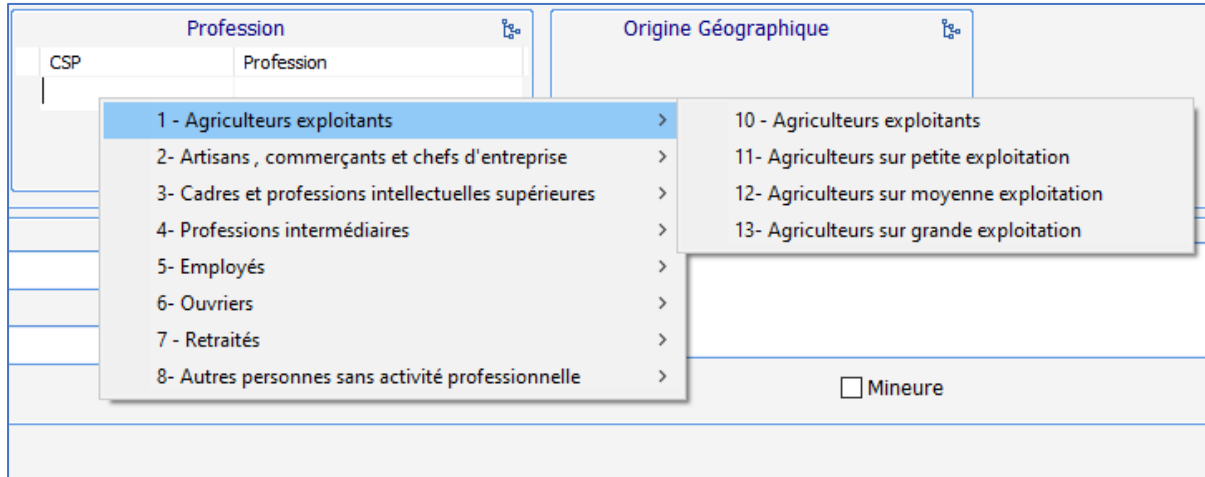 Profession
Origine Géographique
CSP Profession
1 - Agriculteurs exploitants
10 - Agriculteurs exploitants
2- Artisans , commerçants et chefs d'entreprise
11- Agriculteurs sur petite exploitation
3- Cadres et professions intellectuelles supérieures
12- Agriculteurs sur moyenne exploitation
4- Professions intermédiaires
13- Agriculteurs sur grande exploitation
5- Employés
6- Ouvriers
7 - Retraités
8- Autres personnes sans activité professionnelle
Mineure